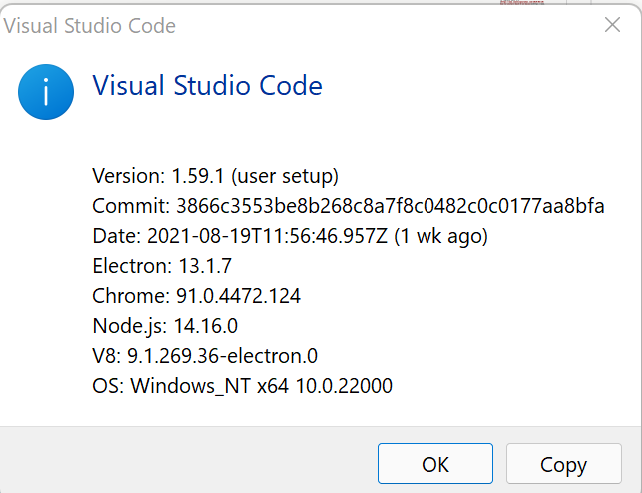 Visual Studio Code
Visual Studio Code
Version: 1.59.1 (user setup)
Commit: 3866c3553be8b268c8a7f8c0482c0c0177aa8bfa
Date: 2021-08-19T11:56:46.957Z (1 wk ago)
Electron: 13.1.7
Chrome: 91.0.4472.124
Node.js: 14.16.0
V8: 9.1.269.36-electron.0
OS: Windows_NT x64 10.0.22000
OK
Copy